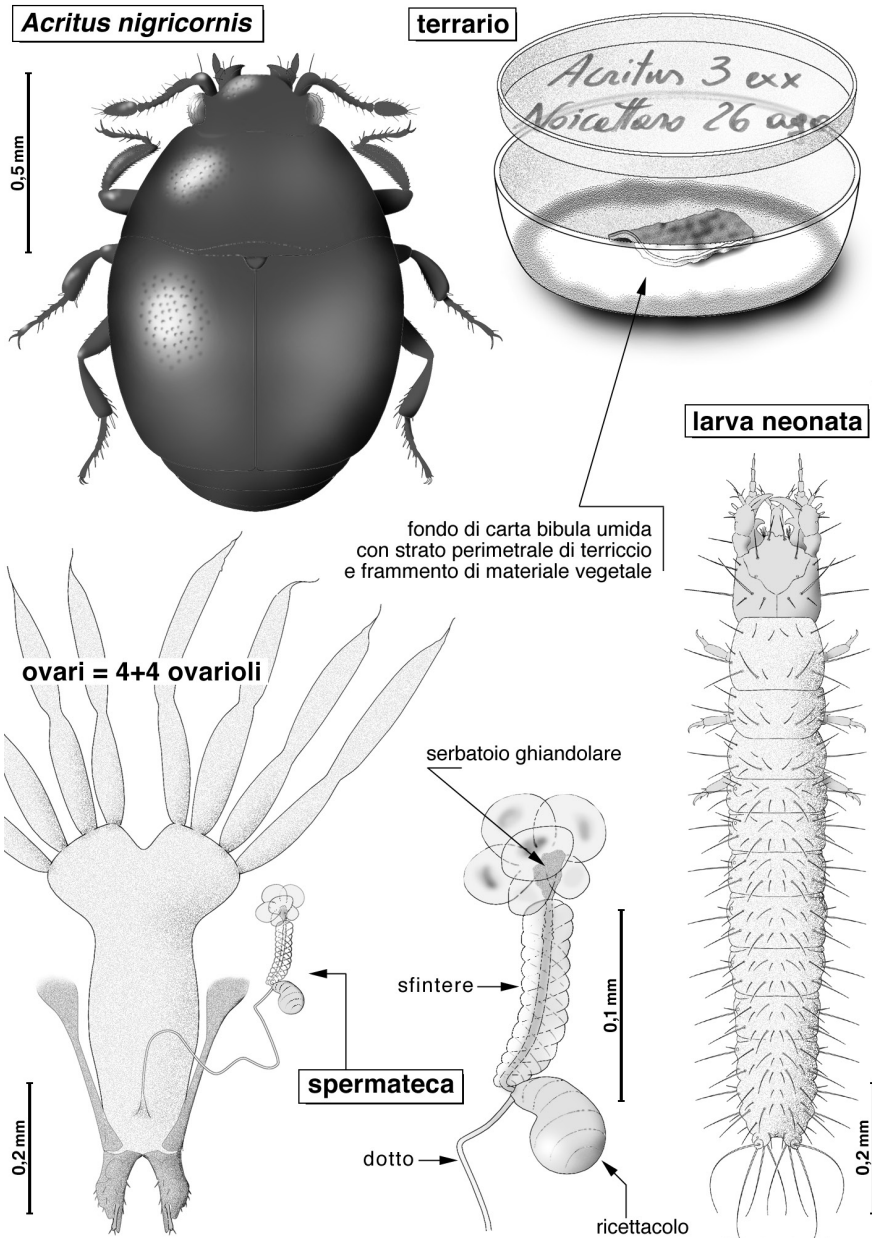 Acritus nigricornis
terrario
Acritus 3 exx
Noicattaro 26 ago
0,5 mm
larva neonata
fondo di carta bibula umida
con strato perimetrale di terriccio
e frammento di materiale vegetale
ovari = 4+4 ovarioli
serbatoio ghiandolare
sfintere
0,1 mm
spermateca
0,2 mm
dotto
0,2 mm
ricettacolo